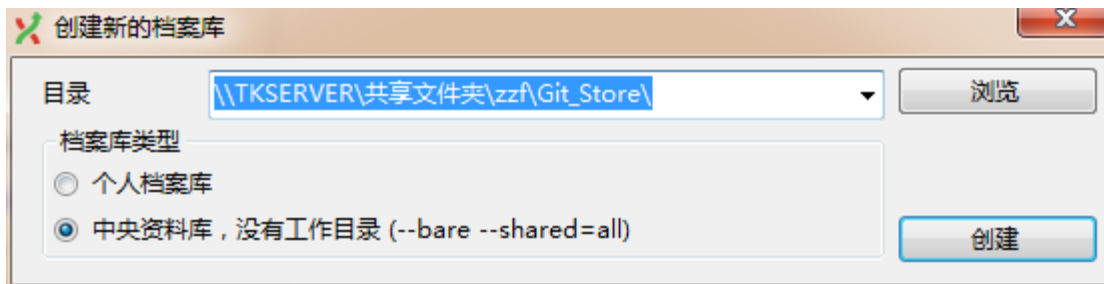 创建新的档案库
目录 \\TKSERVER\共享文件夹\zzf\Git_Store\ 浏览
档案库类型
个人档案库
中央资料库，没有工作目录 (--bare --shared=all)
创建